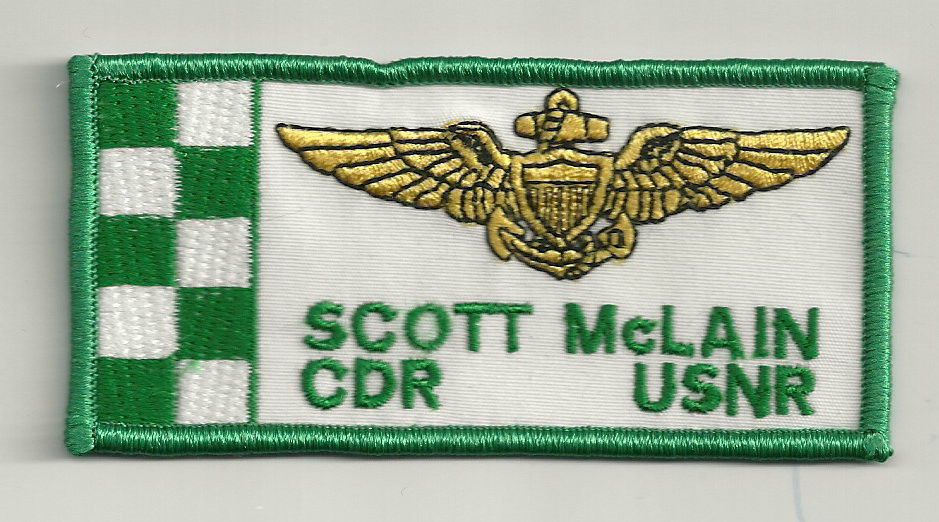 SCOTT McLAIN
CDR USNR